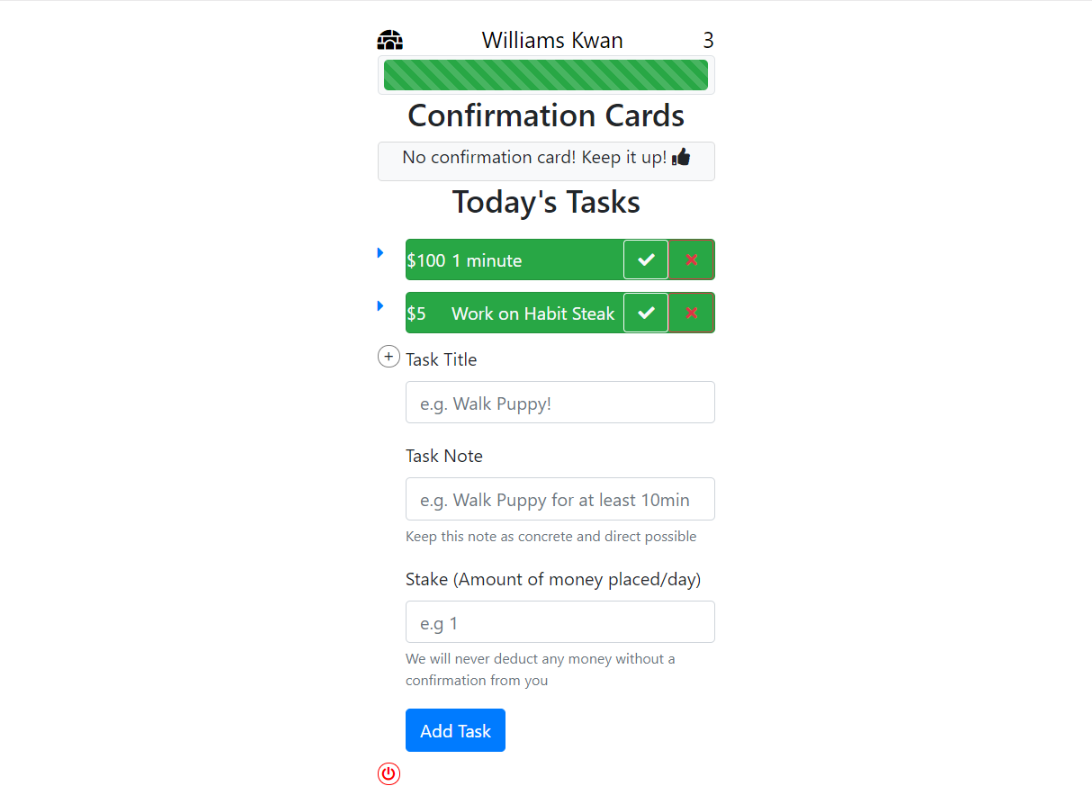 Williams Kwan 3
Confirmation Cards
No confirmation card! Keep it up!
Today's Tasks
$100 1 minute
$5 Work on Habit Steak
Task Title
e.g. Walk Puppy!
Task Note
e.g. Walk Puppy for at least 10min
Keep this note as concrete and direct possible
Stake (Amount of money placed/day)
e.g 1
We will never deduct any money without a
confirmation from you
Add Task